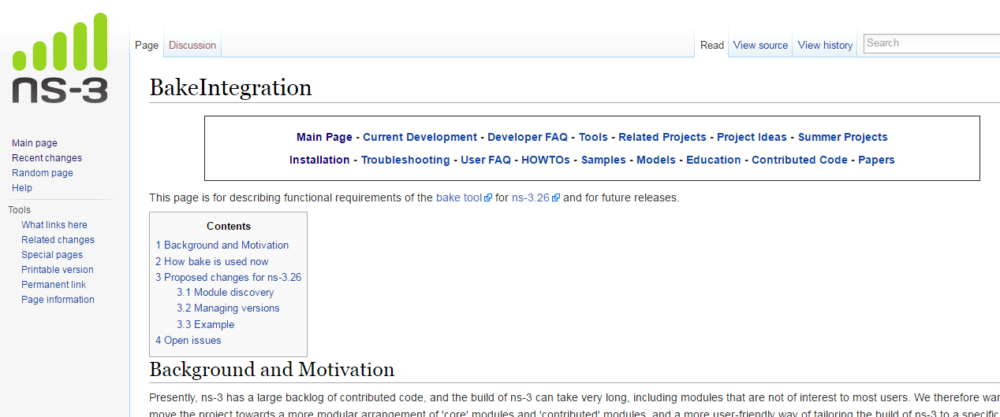 ns-3
Page
Discussion
Read
View source
View history
Search
Main page
Recent changes
Random page
Help
Tools
What links here
Related changes
Special pages
Printable version
Permanent link
Page information
BakeIntegration
Main Page - Current Development - Developer FAQ - Tools - Related Projects - Project Ideas - Summer Projects
Installation - Troubleshooting - User FAQ - HOWTOs - Samples - Models - Education - Contributed Code - Papers
This page is for describing functional requirements of the bake tool for ns-3.26 and for future releases.
Contents
1 Background and Motivation
2 How bake is used now
3 Proposed changes for ns-3.26
3.1 Module discovery
3.2 Managing versions
3.3 Example
4 Open issues
Background and Motivation
Presently, ns-3 has a large backlog of contributed code, and the build of ns-3 can take very long, including modules that are not of interest to most users. We therefore
move the project towards a more modular arrangement of 'core' modules and 'contributed' modules, and a more user-friendly way of tailoring the build of ns-3 to a